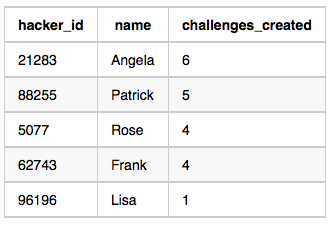 hacker_id name challenges_created
21283 Angela 6
88255 Patrick 5
5077 Rose 4
62743 Frank 4
96196 Lisa 1